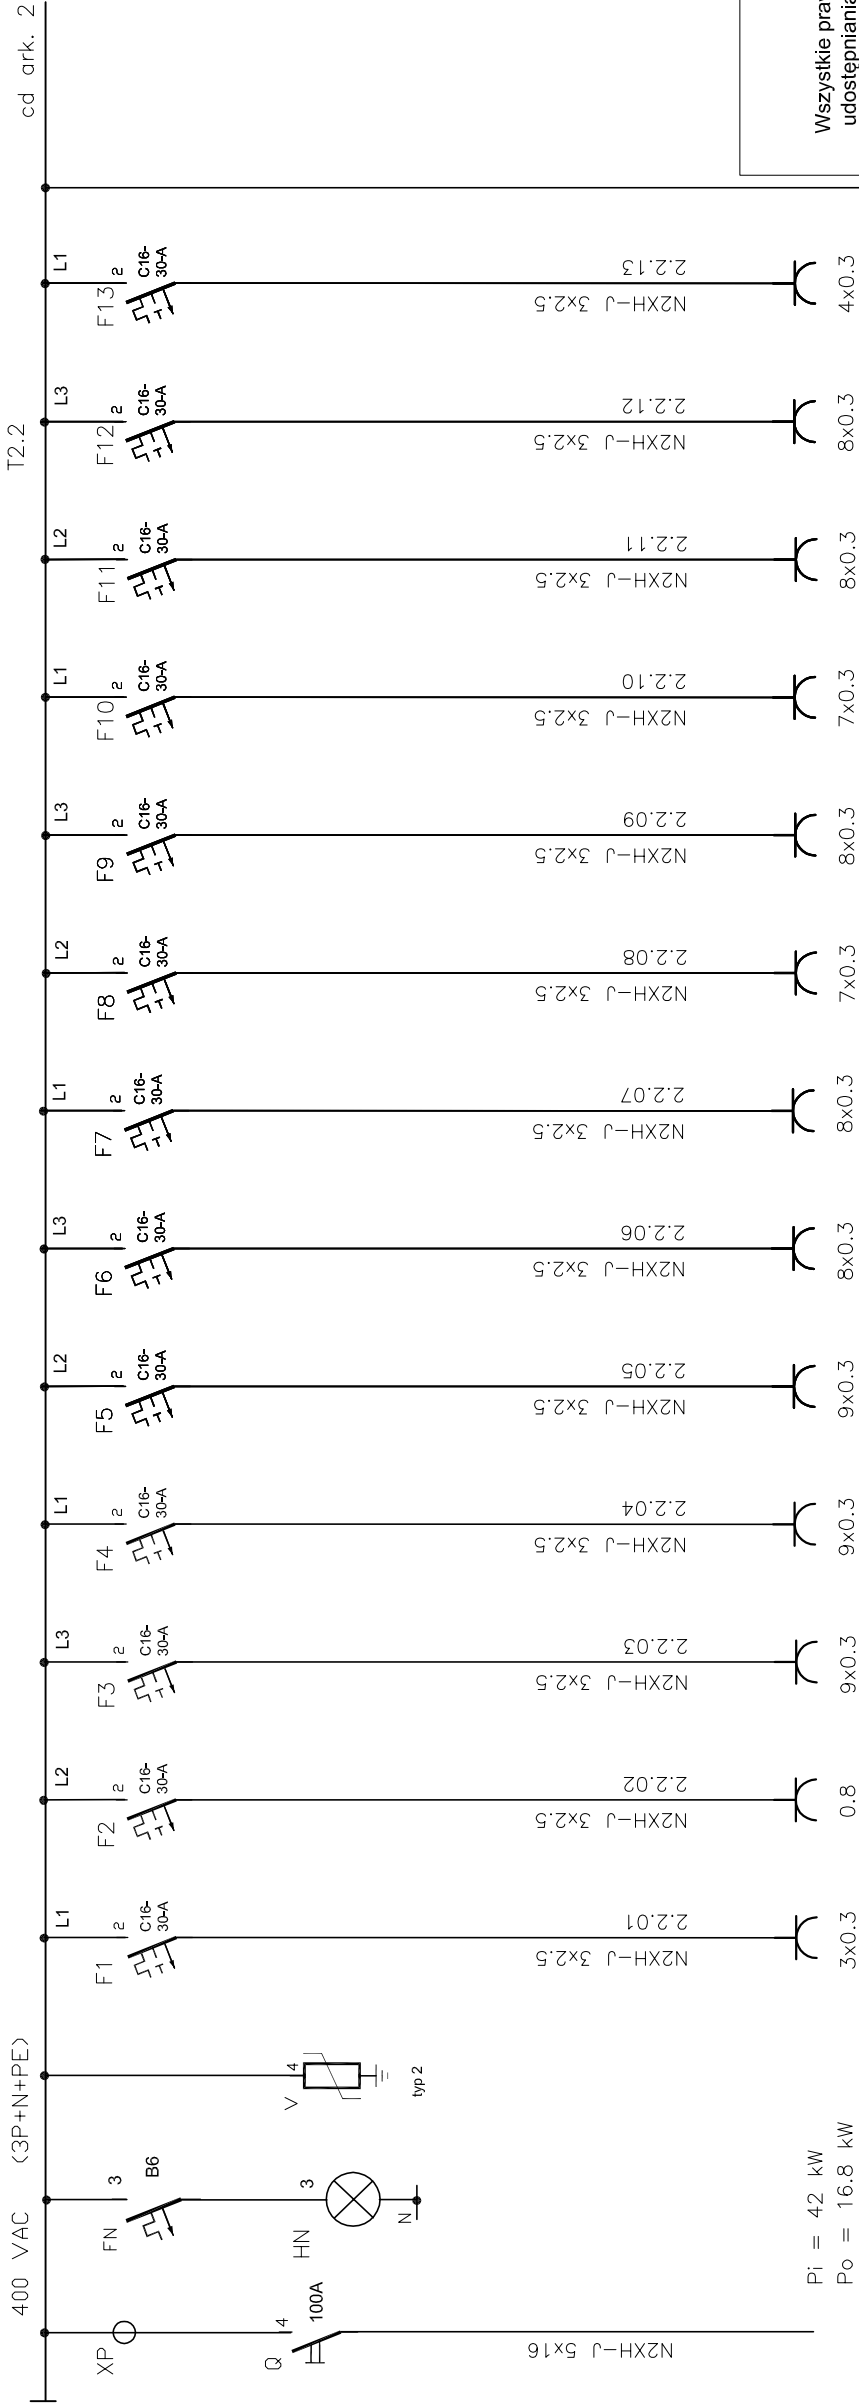 400 VAC (3P+N+PE)
T2.2
cd ark. 2
XP
Q
4
100A
N2XH-J 5x16
FN
3
B6
HN
3
N
V
4
typ 2
Pi = 42 kW
Po = 16.8 kW
L1
F1
2
C16-
30-A
2.2.01
N2XH-J 3x2.5
3x0.3
L2
F2
2
C16-
30-A
2.2.02
N2XH-J 3x2.5
0.8
L3
F3
2
C16-
30-A
2.2.03
N2XH-J 3x2.5
9x0.3
L1
F4
2
C16-
30-A
2.2.04
N2XH-J 3x2.5
9x0.3
L2
F5
2
C16-
30-A
2.2.05
N2XH-J 3x2.5
9x0.3
L3
F6
2
C16-
30-A
2.2.06
N2XH-J 3x2.5
8x0.3
L1
F7
2
C16-
30-A
2.2.07
N2XH-J 3x2.5
8x0.3
L2
F8
2
C16-
30-A
2.2.08
N2XH-J 3x2.5
7x0.3
L3
F9
2
C16-
30-A
2.2.09
N2XH-J 3x2.5
8x0.3
L1
F10
2
C16-
30-A
2.2.10
N2XH-J 3x2.5
7x0.3
L2
F11
2
C16-
30-A
2.2.11
N2XH-J 3x2.5
8x0.3
L3
F12
2
C16-
30-A
2.2.12
N2XH-J 3x2.5
8x0.3
L1
F13
2
C16-
30-A
2.2.13
N2XH-J 3x2.5
4x0.3
Wszystkie pra
udostępniania